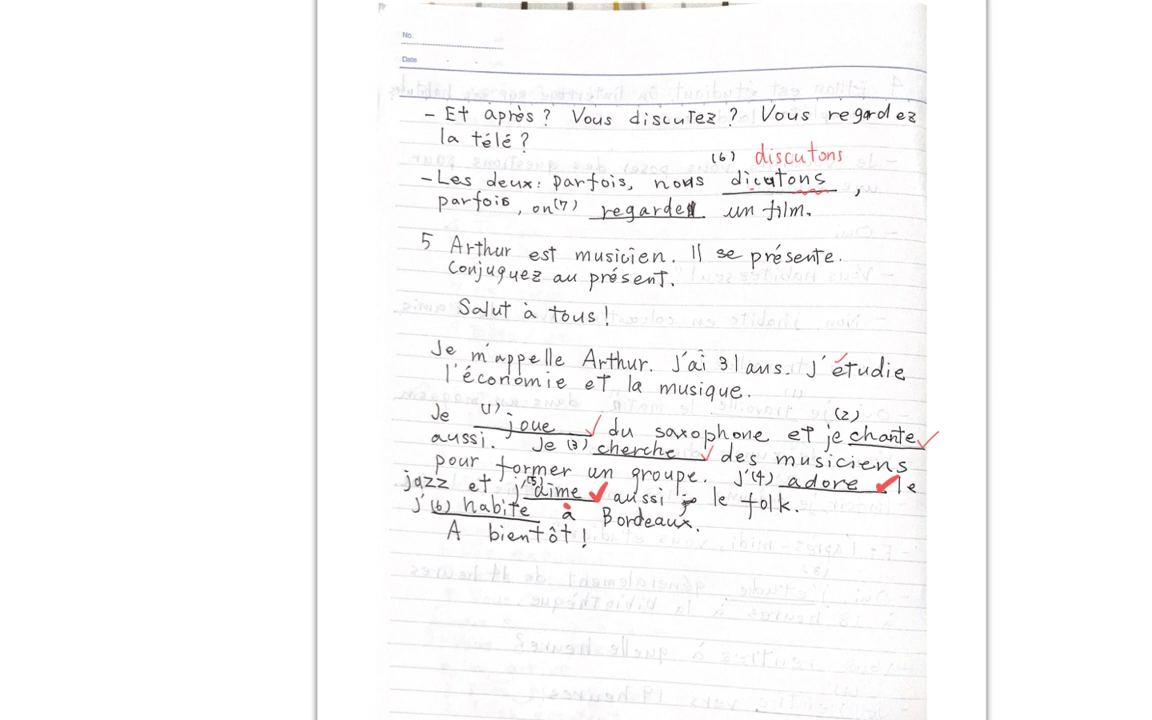 No.
Date
- Et après ? Vous discutez ? Vous regardez
la télé ?
(6) discutons
- Les deux : parfois, nous dicutons ,
parfois, on (7) regarde un film.
5 Arthur est musicien. Il se présente.
Conjuguez au présent.
Salut à tous !
Je m'appelle Arthur. J'ai 31 ans. J'étudie
l'économie et la musique.
Je (1) joue du saxophone et je (2) chante
aussi. Je (3) cherche des musiciens
pour former un groupe. J'(4) adore le
jazz et j'(5) aime aussi le folk.
J'(6) habite à Bordeaux.
A bientôt !